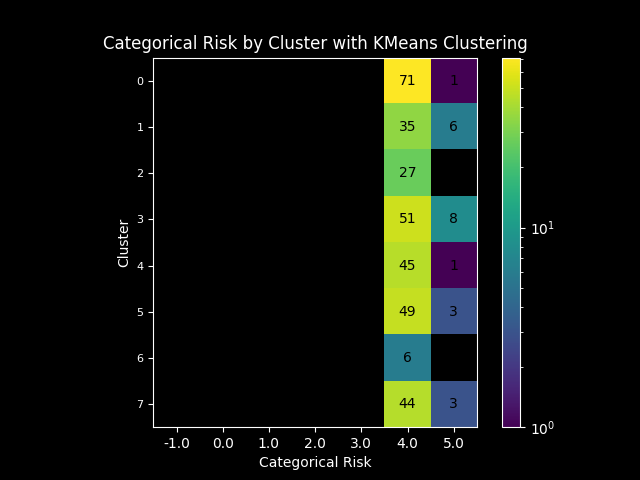 Categorical Risk by Cluster with KMeans Clustering
0 71 1
1 35 6
2 27
3 51 8
4 45 1
5 49 3
6 6
7 44 3
Cluster
-1.0 0.0 1.0 2.0 3.0 4.0 5.0
Categorical Risk
10¹
10⁰